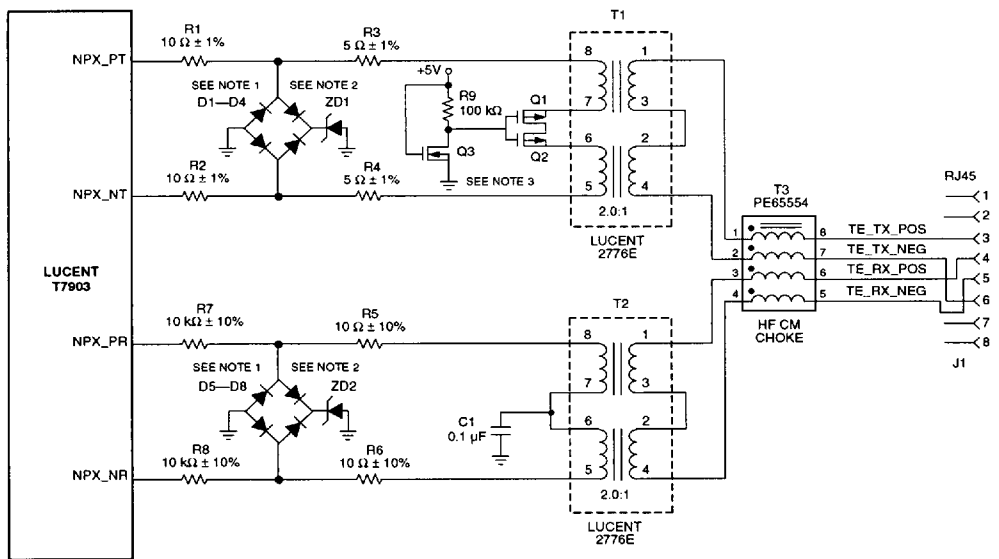 T1
R1
10 Ω ± 1%
R3
5 Ω ± 1%
NPX_PT
8
1
+5V
SEE NOTE 1
SEE NOTE 2
D1—D4
ZD1
R9
100 kΩ
Q1
7
3
6
2
Q2
Q3
R2
10 Ω ± 1%
R4
5 Ω ± 1%
SEE NOTE 3
NPX_NT
5
4
2.0:1
LUCENT
2776E
T3
PE65554
RJ45
1
2
1
8
TE_TX_POS
3
2
7
TE_TX_NEG
4
3
6
TE_RX_POS
5
4
5
TE_RX_NEG
6
7
8
HF CM
CHOKE
J1
LUCENT
T7903
T2
R7
10 kΩ ± 10%
R5
10 Ω ± 10%
NPX_PR
8
1
SEE NOTE 1
SEE NOTE 2
D5—D8
ZD2
7
3
C1
0.1 µF
6
2
R8
10 kΩ ± 10%
R6
10 Ω ± 10%
NPX_NR
5
4
2.0:1
LUCENT
2776E